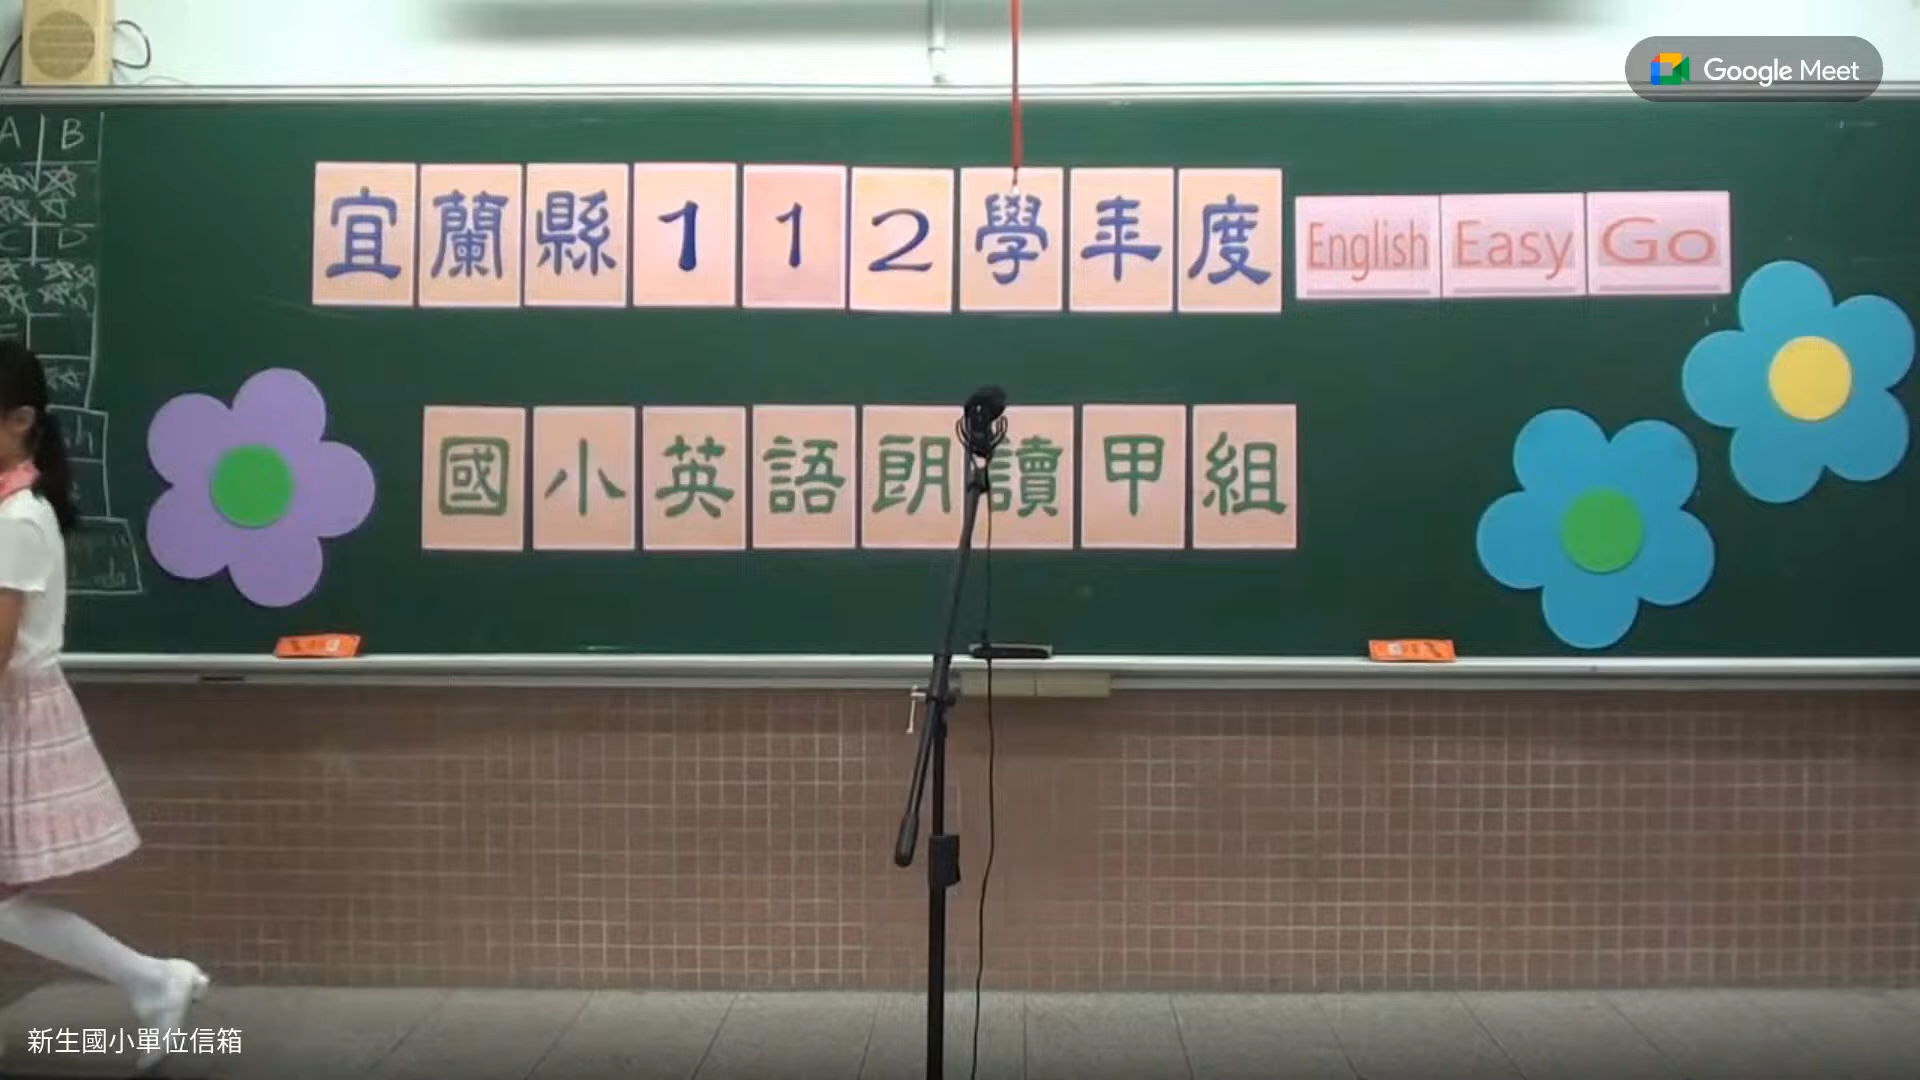 Google Meet
A B
C D
宜蘭縣112學年度 English Easy Go
國小英語朗讀甲組
新生國小單位信箱